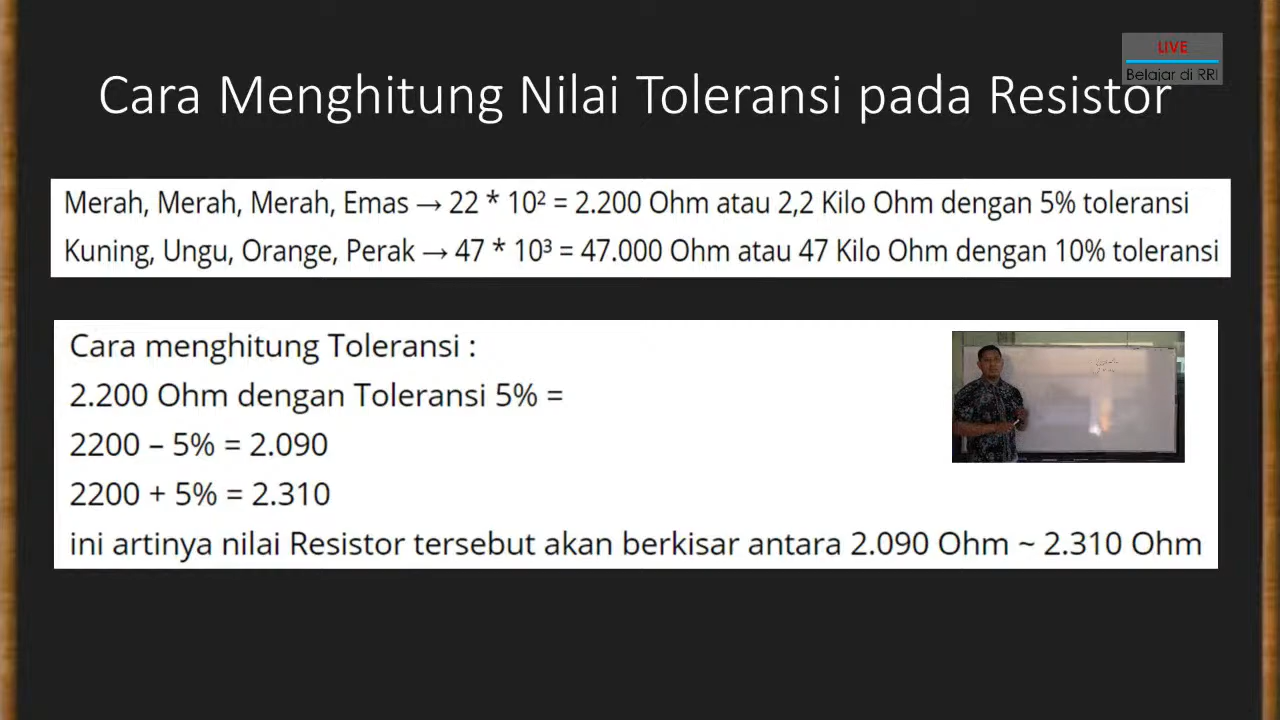 LIVE
Belajar di RRI
Cara Menghitung Nilai Toleransi pada Resistor
Merah, Merah, Merah, Emas → 22 * 10² = 2.200 Ohm atau 2,2 Kilo Ohm dengan 5% toleransi
Kuning, Ungu, Orange, Perak → 47 * 10³ = 47.000 Ohm atau 47 Kilo Ohm dengan 10% toleransi
Cara menghitung Toleransi :
2.200 Ohm dengan Toleransi 5% =
2200 – 5% = 2.090
2200 + 5% = 2.310
ini artinya nilai Resistor tersebut akan berkisar antara 2.090 Ohm ~ 2.310 Ohm